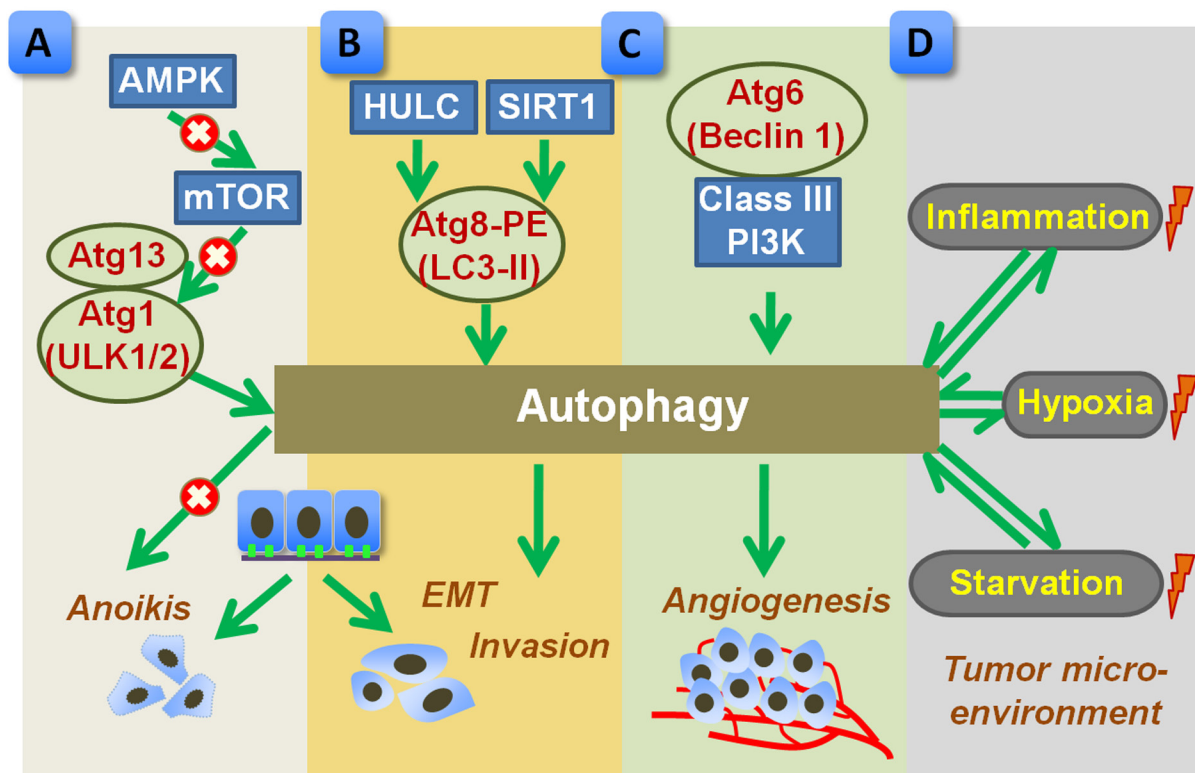 A
AMPK
mTOR
Atg13
Atg1
(ULK1/2)
Anoikis
B
HULC
SIRT1
Atg8-PE
(LC3-II)
Autophagy
EMT
Invasion
C
Atg6
(Beclin 1)
Class III
PI3K
Angiogenesis
D
Inflammation
Hypoxia
Starvation
Tumor micro-
environment